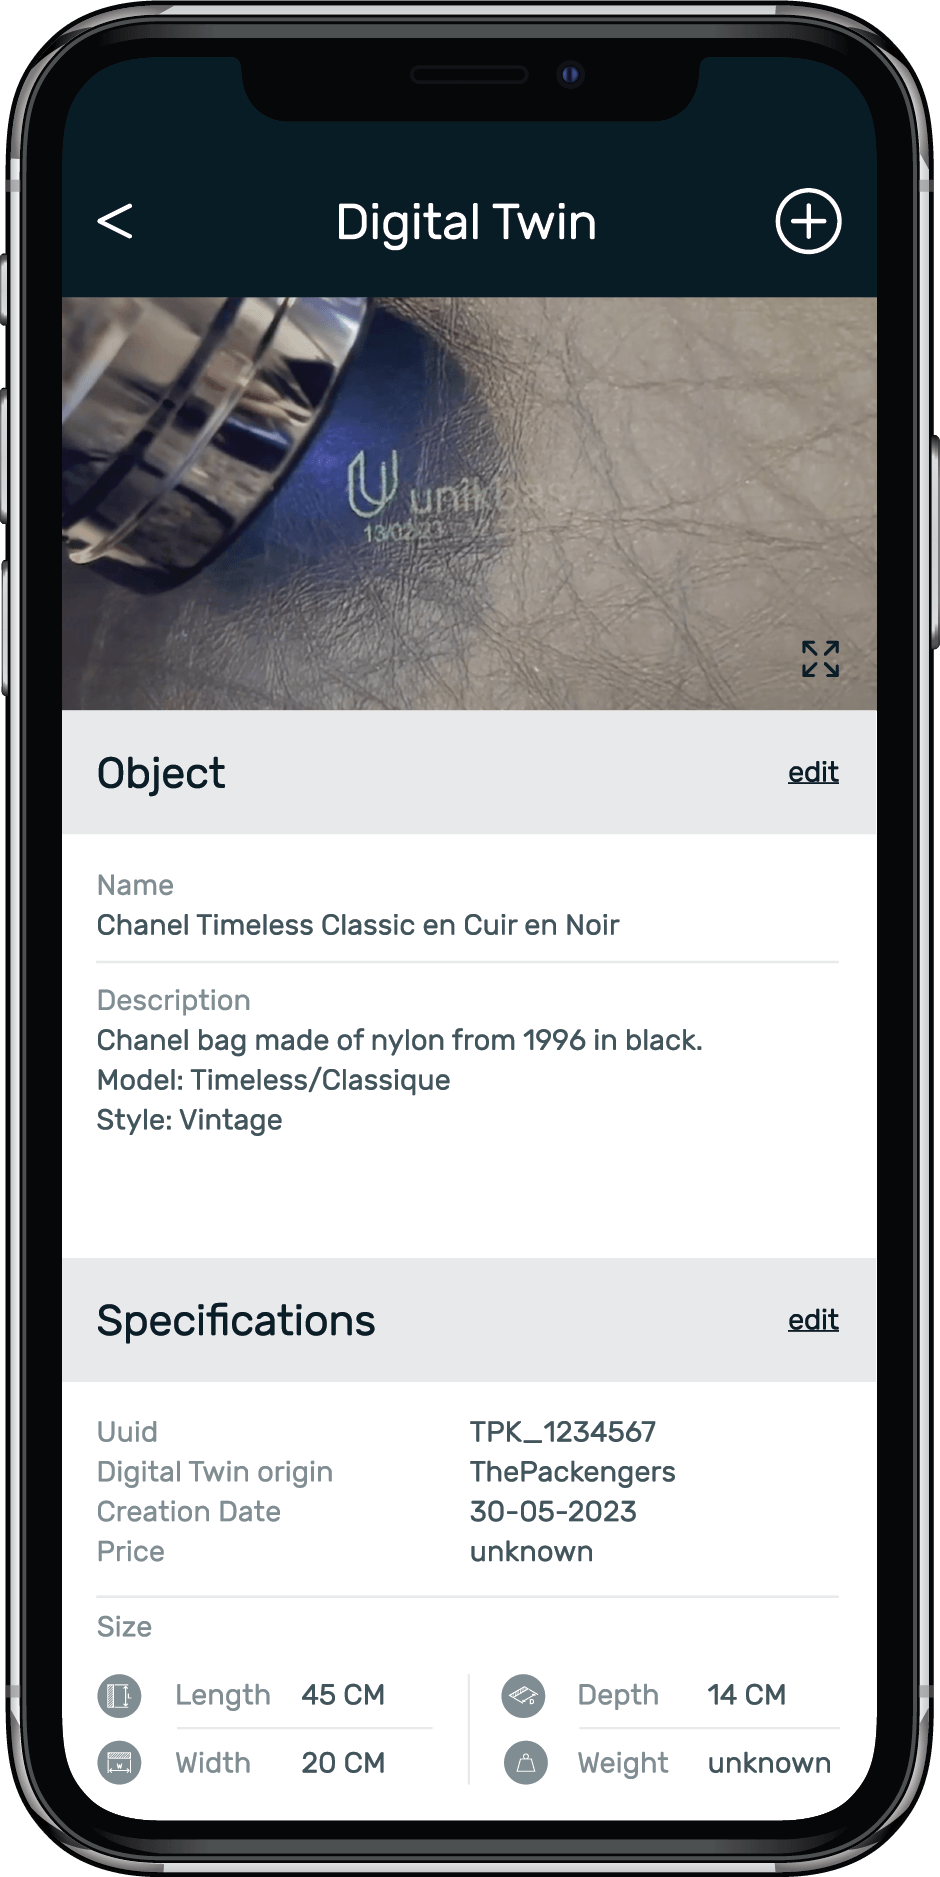 Digital Twin
unikbase
13/02/23
Object
edit
Name
Chanel Timeless Classic en Cuir en Noir
Description
Chanel bag made of nylon from 1996 in black.
Model: Timeless/Classique
Style: Vintage
Specifications
edit
Uuid TPK_1234567
Digital Twin origin ThePackengers
Creation Date 30-05-2023
Price unknown
Size
Length 45 CM Depth 14 CM
Width 20 CM Weight unknown